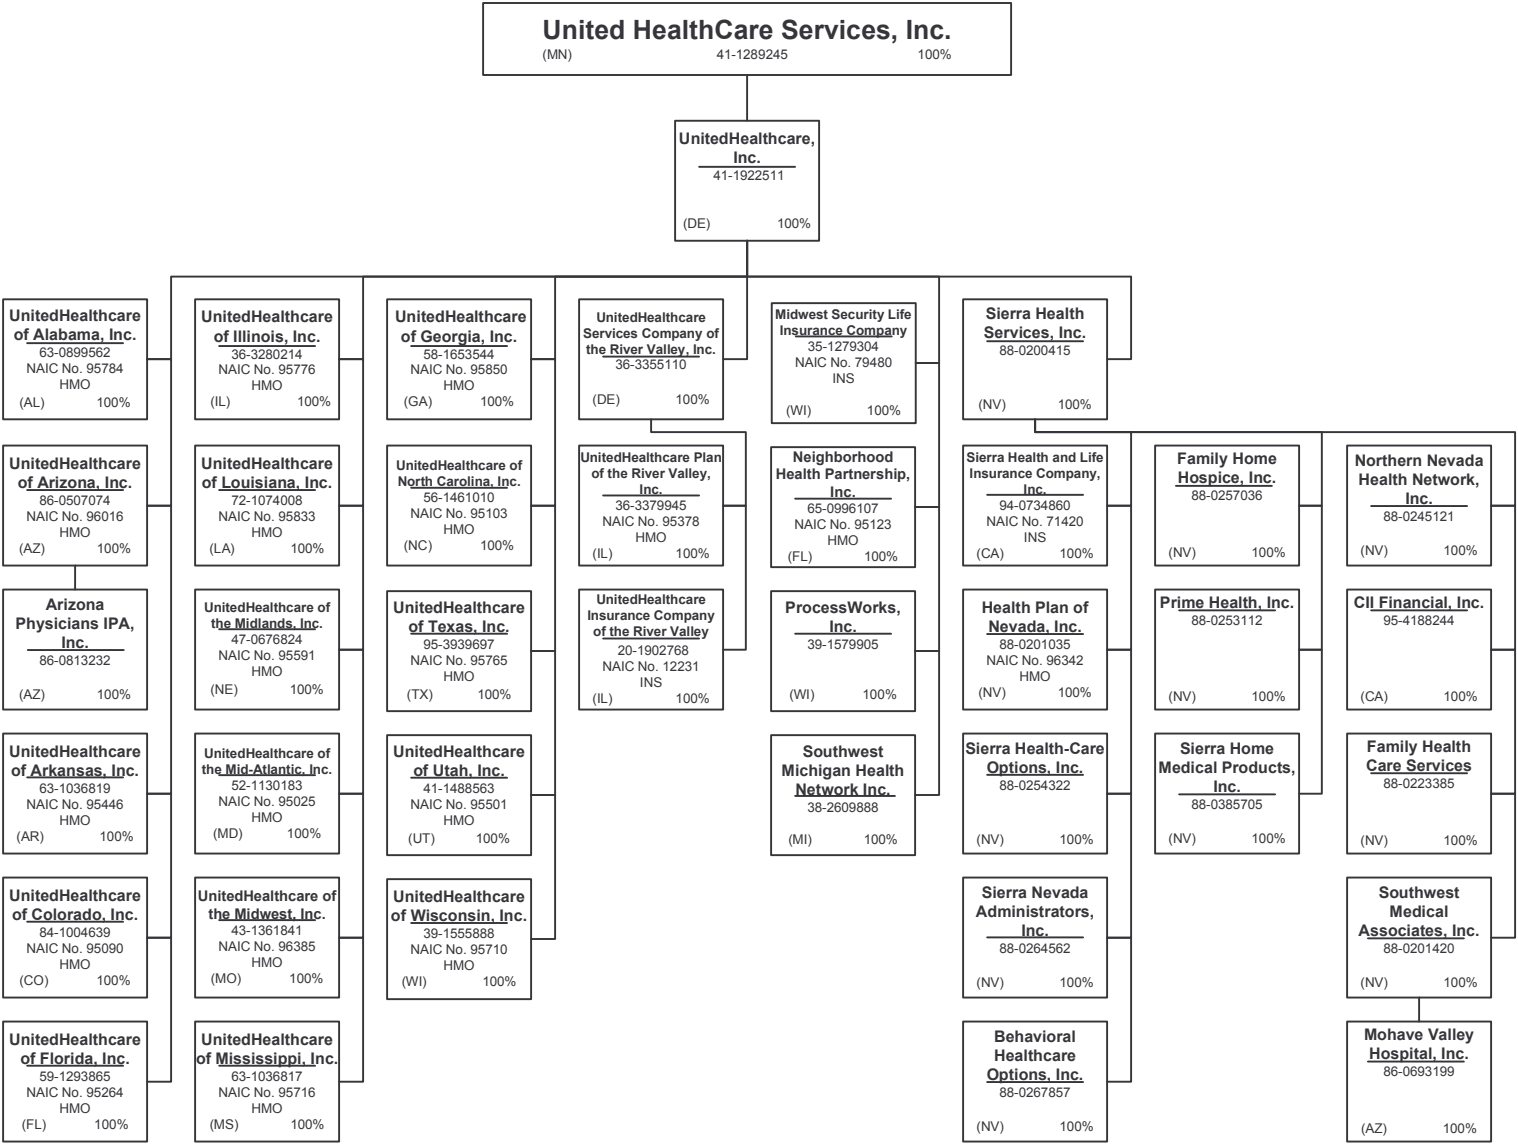 United HealthCare Services, Inc.
(MN) 41-1289245 100%
UnitedHealthcare,
Inc.
41-1922511
(DE) 100%
UnitedHealthcare
of Alabama, Inc.
63-0899562
NAIC No. 95784
HMO
(AL) 100%
UnitedHealthcare
of Illinois, Inc.
36-3280214
NAIC No. 95776
HMO
(IL) 100%
UnitedHealthcare
of Georgia, Inc.
58-1653544
NAIC No. 95850
HMO
(GA) 100%
UnitedHealthcare
Services Company of
the River Valley, Inc.
36-3355110
(DE) 100%
Midwest Security Life
Insurance Company
35-1279304
NAIC No. 79480
INS
(WI) 100%
Sierra Health
Services, Inc.
88-0200415
(NV) 100%
UnitedHealthcare
of Arizona, Inc.
86-0507074
NAIC No. 96016
HMO
(AZ) 100%
UnitedHealthcare
of Louisiana, Inc.
72-1074008
NAIC No. 95833
HMO
(LA) 100%
UnitedHealthcare of
North Carolina, Inc.
56-1461010
NAIC No. 95103
HMO
(NC) 100%
UnitedHealthcare Plan
of the River Valley,
Inc.
36-3379945
NAIC No. 95378
HMO
(IL) 100%
Neighborhood
Health Partnership,
Inc.
65-0996107
NAIC No. 95123
HMO
(FL) 100%
Sierra Health and Life
Insurance Company,
Inc.
94-0734860
NAIC No. 71420
INS
(CA) 100%
Family Home
Hospice, Inc.
88-0257036
(NV) 100%
Northern Nevada
Health Network,
Inc.
88-0245121
(NV) 100%
Arizona
Physicians IPA,
Inc.
86-0813232
(AZ) 100%
UnitedHealthcare of
the Midlands, Inc.
47-0676824
NAIC No. 95591
HMO
(NE) 100%
UnitedHealthcare
of Texas, Inc.
95-3939697
NAIC No. 95765
HMO
(TX) 100%
UnitedHealthcare
Insurance Company
of the River Valley
20-1902768
NAIC No. 12231
INS
(IL) 100%
ProcessWorks,
Inc.
39-1579905
(WI) 100%
Health Plan of
Nevada, Inc.
88-0201035
NAIC No. 96342
HMO
(NV) 100%
Prime Health, Inc.
88-0253112
(NV) 100%
CII Financial, Inc.
95-4188244
(CA) 100%
UnitedHealthcare
of Arkansas, Inc.
63-1036819
NAIC No. 95446
HMO
(AR) 100%
UnitedHealthcare of
the Mid-Atlantic, Inc.
52-1130183
NAIC No. 95025
HMO
(MD) 100%
UnitedHealthcare
of Utah, Inc.
41-1488563
NAIC No. 95501
HMO
(UT) 100%
Southwest
Michigan Health
Network Inc.
38-2609888
(MI) 100%
Sierra Health-Care
Options, Inc.
88-0254322
(NV) 100%
Sierra Home
Medical Products,
Inc.
88-0385705
(NV) 100%
Family Health
Care Services
88-0223385
(NV) 100%
UnitedHealthcare
of Colorado, Inc.
84-1004639
NAIC No. 95090
HMO
(CO) 100%
UnitedHealthcare of
the Midwest, Inc.
43-1361841
NAIC No. 96385
HMO
(MO) 100%
UnitedHealthcare
of Wisconsin, Inc.
39-1555888
NAIC No. 95710
HMO
(WI) 100%
Sierra Nevada
Administrators,
Inc.
88-0264562
(NV) 100%
Southwest
Medical
Associates, Inc.
88-0201420
(NV) 100%
UnitedHealthcare
of Florida, Inc.
59-1293865
NAIC No. 95264
HMO
(FL) 100%
UnitedHealthcare
of Mississippi, Inc.
63-1036817
NAIC No. 95716
HMO
(MS) 100%
Behavioral
Healthcare
Options, Inc.
88-0267857
(NV) 100%
Mohave Valley
Hospital, Inc.
86-0693199
(AZ) 100%